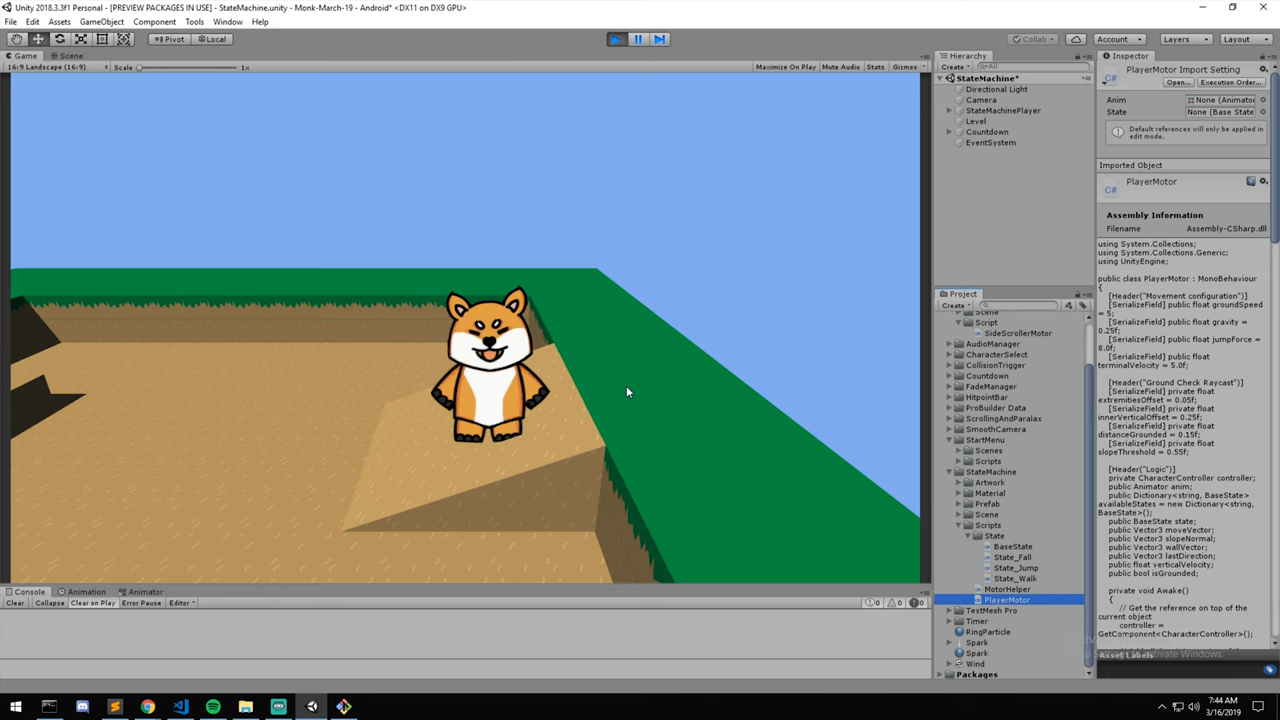 Unity 2018.3.3f1 Personal - [PREVIEW PACKAGES IN USE] - StateMachine.unity - Monk-March-19 - Android* <DX11 on DX9 GPU>
File Edit Assets GameObject Component Tools Window Help
Pivot Local Collab Account Layers Layout
Game Scene
16:9 Landscape (16:9) Scale 1x Maximize On Play Mute Audio Stats Gizmos
Hierarchy
Create All
StateMachine*
Directional Light
Camera
StateMachinePlayer
Level
Countdown
EventSystem
Project
Create
Scene
Script
SideScrollerMotor
AudioManager
CharacterSelect
CollisionTrigger
Countdown
FadeManager
HitpointBar
ProBuilder Data
ScrollingAndParalax
SmoothCamera
StartMenu
Scenes
Scripts
StateMachine
Artwork
Material
Prefab
Scene
Scripts
State
BaseState
State_Fall
State_Jump
State_Walk
MotorHelper
PlayerMotor
TextMesh Pro
Timer
RingParticle
Spark
Spark
Wind
Packages
Inspector
PlayerMotor Import Setting
Open... Execution Order...
Anim None (Animato
State None (Base State
Default references will only be applied in
edit mode.
Imported Object
PlayerMotor
Assembly Information
Filename Assembly-CSharp.dll
using System.Collections;
using System.Collections.Generic;
using UnityEngine;
public class PlayerMotor : MonoBehaviour
{
[Header("Movement configuration")]
[SerializeField] public float groundSpeed
= 5;
[SerializeField] public float gravity =
0.25f;
[SerializeField] public float jumpForce =
8.0f;
[SerializeField] public float
terminalVelocity = 5.0f;
[Header("Ground Check Raycast")]
[SerializeField] private float
extremitiesOffset = 0.05f;
[SerializeField] private float
innerVerticalOffset = 0.25f;
[SerializeField] private float
distanceGrounded = 0.15f;
[SerializeField] private float
slopeThreshold = 0.55f;
[Header("Logic")]
private CharacterController controller;
public Animator anim;
public Dictionary<string, BaseState>
availableStates = new Dictionary<string,
BaseState>();
public BaseState state;
public Vector3 moveVector;
public Vector3 slopeNormal;
public Vector3 wallVector;
public Vector3 lastDirection;
public float verticalVelocity;
public bool isGrounded;
private void Awake()
{
// Get the reference on top of the
current object
controller =
GetComponent<CharacterController>();
Asset Labels
Console Animation Animator
Clear Collapse Clear on Play Error Pause Editor 0 0 0
7:44 AM
3/16/2019